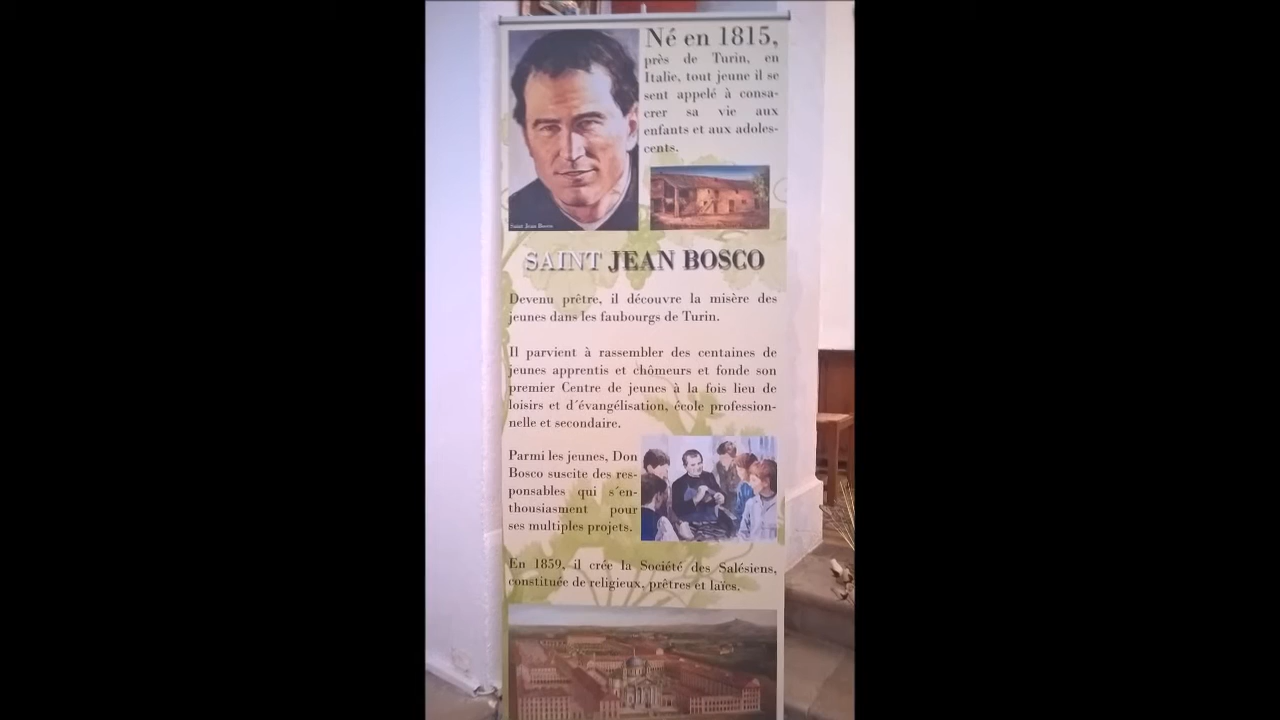 Né en 1815,
près de Turin, en
Italie, tout jeune il se
sent appelé à consa-
crer sa vie aux
enfants et aux adoles-
cents.
Saint Jean Bosco
SAINT JEAN BOSCO
Devenu prêtre, il découvre la misère des
jeunes dans les faubourgs de Turin.
Il parvient à rassembler des centaines de
jeunes apprentis et chômeurs et fonde son
premier Centre de jeunes à la fois lieu de
loisirs et d'évangélisation, école profession-
nelle et secondaire.
Parmi les jeunes, Don
Bosco suscite des res-
ponsables qui s'en-
thousiasment pour
ses multiples projets.
En 1859, il crée la Société des Salésiens,
constituée de religieux, prêtres et laïcs.